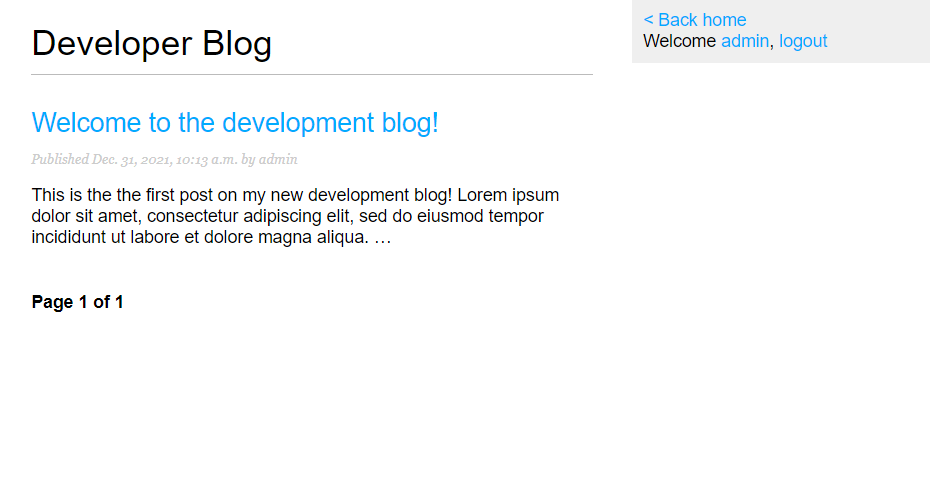 Developer Blog
< Back home
Welcome admin, logout
Welcome to the development blog!
Published Dec. 31, 2021, 10:13 a.m. by admin
This is the the first post on my new development blog! Lorem ipsum
dolor sit amet, consectetur adipiscing elit, sed do eiusmod tempor
incididunt ut labore et dolore magna aliqua. …
Page 1 of 1